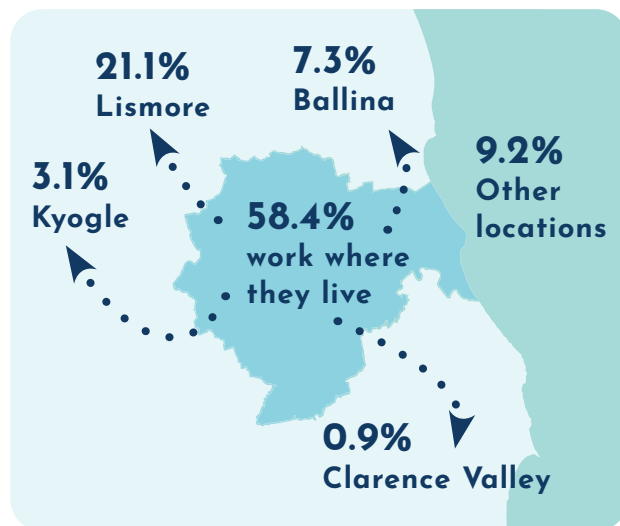 21.1%
Lismore
7.3%
Ballina
9.2%
Other
locations
3.1%
Kyogle
58.4%
work where
they live
0.9%
Clarence Valley